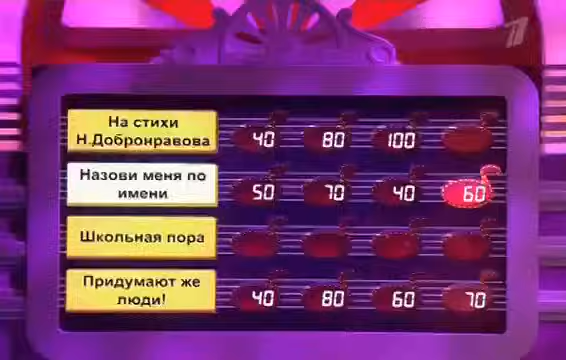 На стихи
Н.Добронравова
40 80 100
Назови меня по
имени
50 70 40 60
Школьная пора
Придумают же
люди!
40 80 60 70